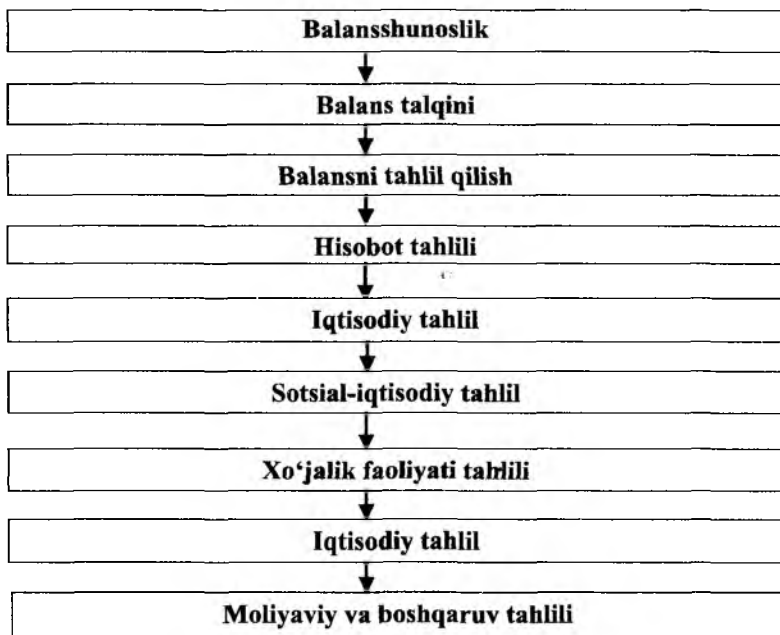 Balansshunoslik
Balans talqini
Balansni tahlil qilish
Hisobot tahlili
Iqtisodiy tahlil
Sotsial-iqtisodiy tahlil
Xo‘jalik faoliyati tahlili
Iqtisodiy tahlil
Moliyaviy va boshqaruv tahlili